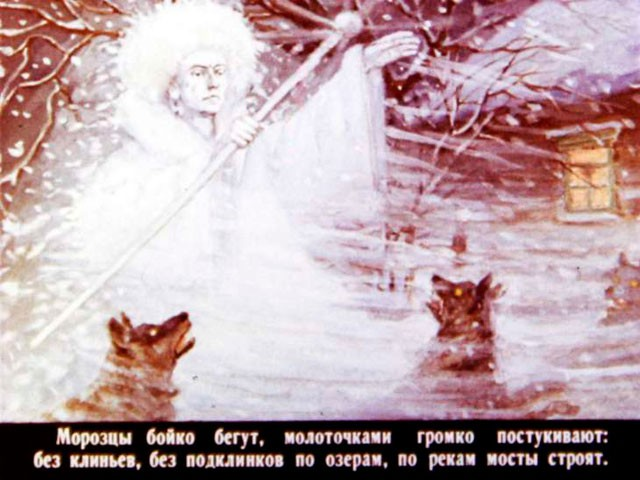 Морозцы бойко бегут, молоточками громко постукивают:
без клиньев, без подклинков по озерам, по рекам мосты строят.